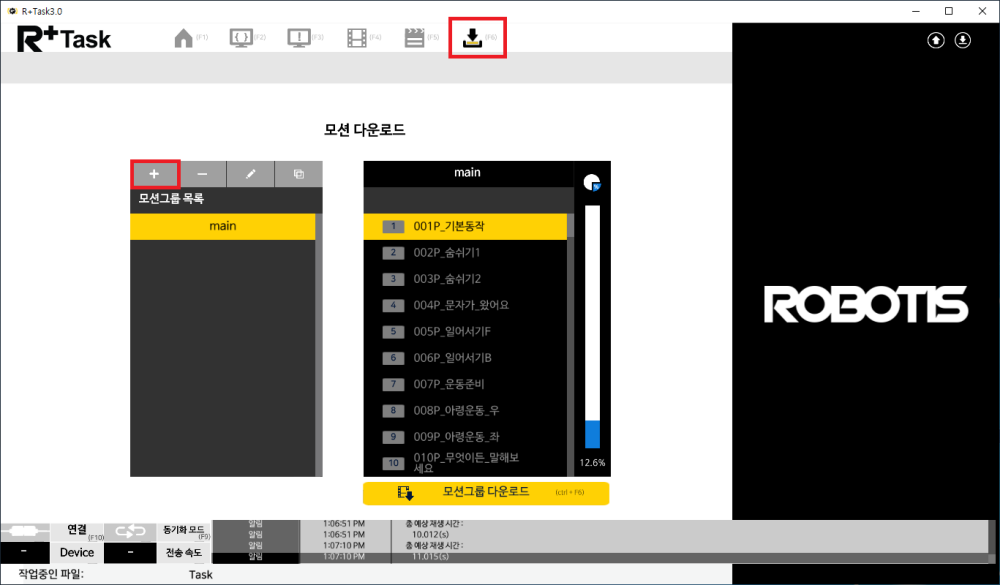 R+Task3.0
R+Task
(F1) (F2) (F3) (F4) (F5) (F6)
모션 다운로드
모션그룹 목록
main
main
1 001P_기본동작
2 002P_숨쉬기1
3 003P_숨쉬기2
4 004P_문자가_왔어요
5 005P_일어서기F
6 006P_일어서기B
7 007P_운동준비
8 008P_아령운동_우
9 009P_아령운동_좌
10 010P_무엇이든_말해보
세요
12.6%
모션그룹 다운로드 (ctrl + F6)
ROBOTIS
연결 (F10)
동기화 모드 (F9)
- Device - 전송 속도
알림 1:06:51 PM 총 예상 재생 시간 :
알림 1:06:51 PM 10.012(s)
알림 1:07:10 PM 총 예상 재생 시간 :
알림 1:07:10 PM 11.015(s)
작업중인 파일: Task